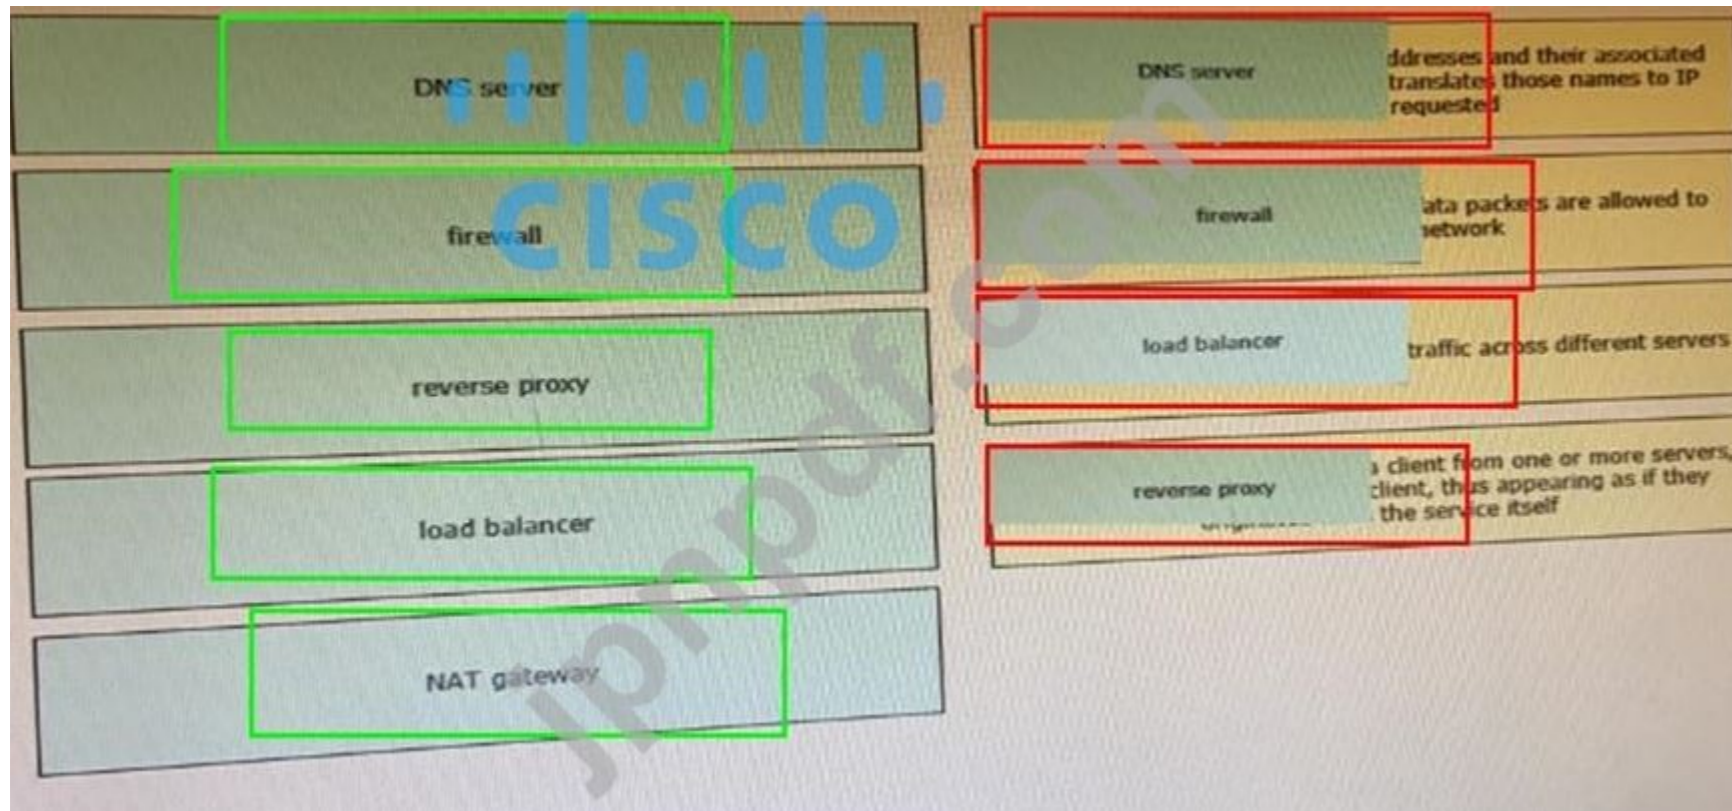 DNS server
firewall
reverse proxy
load balancer
NAT gateway
CISCO
DNS server
ddresses and their associated
translates those names to IP
requested
firewall
ata packets are allowed to
network
load balancer
traffic across different servers
reverse proxy
client from one or more servers,
client, thus appearing as if they
the service itself
jpnpdf.com